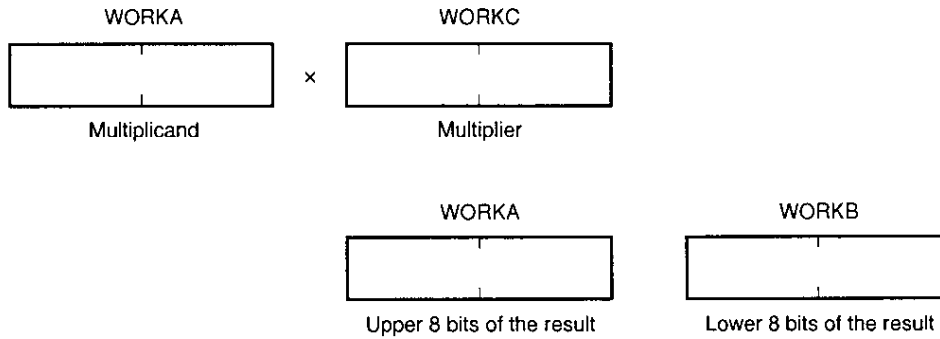 WORKA WORKC
×
Multiplicand Multiplier
WORKA WORKB
Upper 8 bits of the result Lower 8 bits of the result